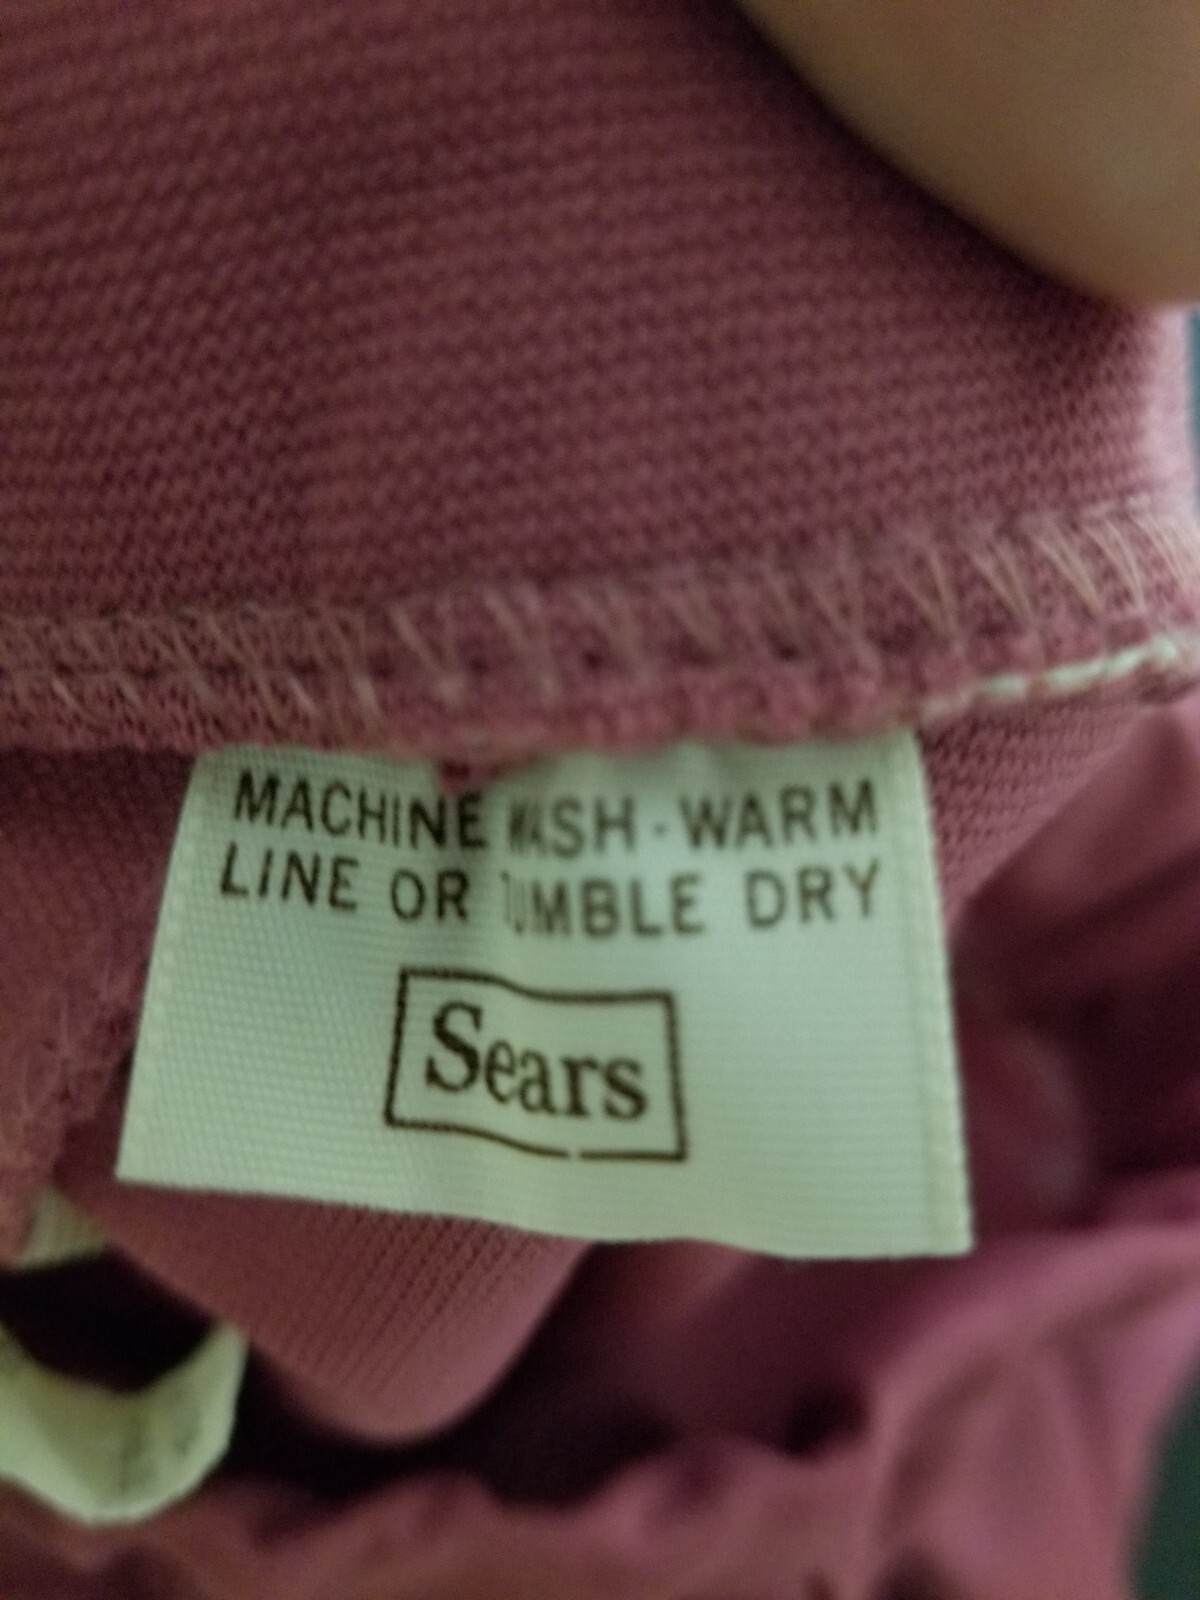 MACHINE WASH - WARM
LINE OR TUMBLE DRY
Sears